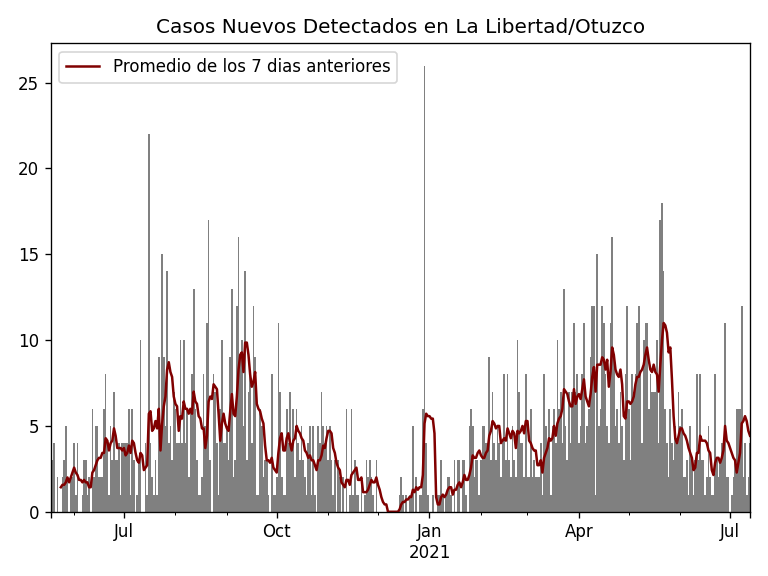 Casos Nuevos Detectados en La Libertad/Otuzco
Promedio de los 7 dias anteriores
25
20
15
10
5
0
Jul
Oct
Jan
2021
Apr
Jul